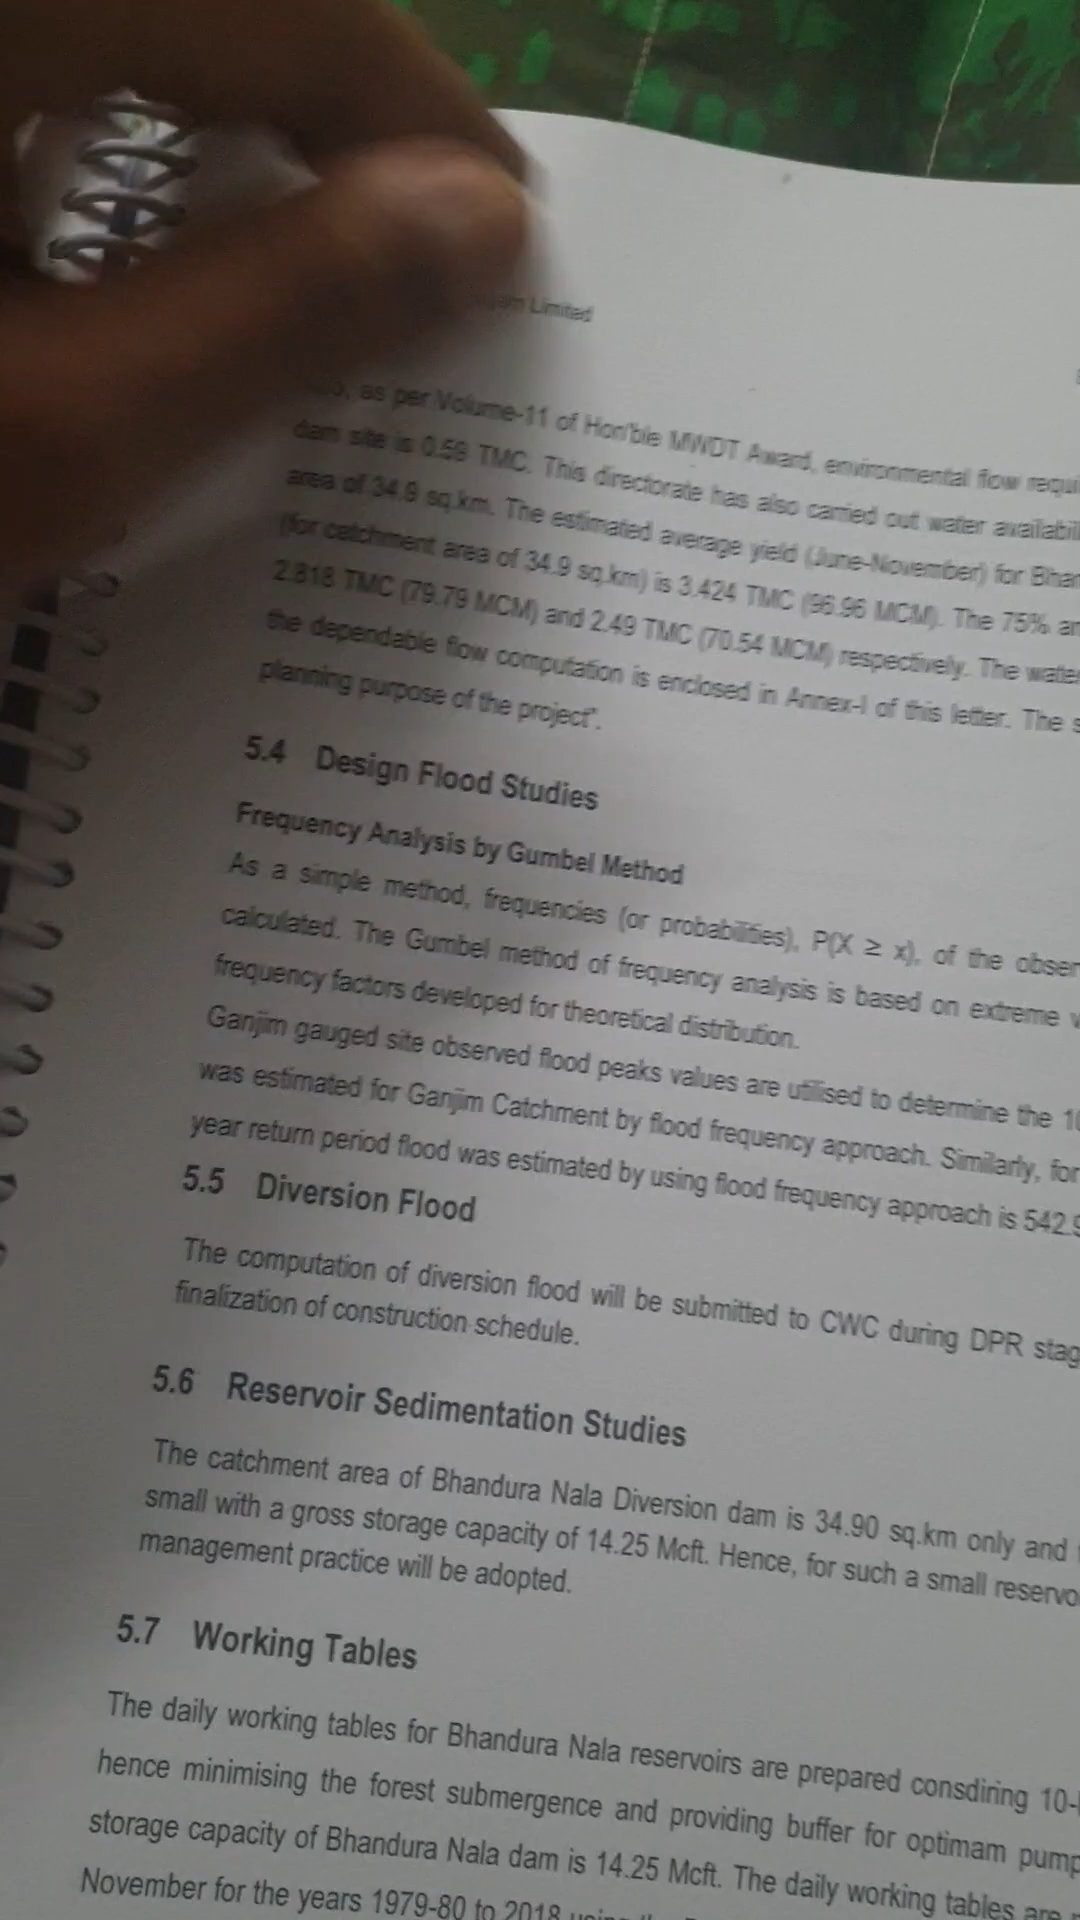 Limited
as per Volume-11 of Hon'ble MWDT Award, environmental flow
dam site is 0.59 TMC. This directorate has also carried out water
area of 34.9 sq.km. The estimated average yield (June-November) for
(for catchment area of 34.9 sq.km) is 3.424 TMC (96.96 MCM). The 75%
2.818 TMC (79.79 MCM) and 2.49 TMC (70.54 MCM) respectively. The
the dependable flow computation is enclosed in Annex-I of this letter. The
planning purpose of the project".
5.4 Design Flood Studies
Frequency Analysis by Gumbel Method
As a simple method, frequencies (or probabilities), P(X ≥ x), of the
calculated. The Gumbel method of frequency analysis is based on extreme
frequency factors developed for theoretical distribution.
Ganjim gauged site observed flood peaks values are utilised to determine the
was estimated for Ganjim Catchment by flood frequency approach. Similarly, for
year return period flood was estimated by using flood frequency approach is 542.9
5.5 Diversion Flood
The computation of diversion flood will be submitted to CWC during DPR
finalization of construction schedule.
5.6 Reservoir Sedimentation Studies
The catchment area of Bhandura Nala Diversion dam is 34.90 sq.km only and
small with a gross storage capacity of 14.25 Mcft. Hence, for such a small
management practice will be adopted.
5.7 Working Tables
The daily working tables for Bhandura Nala reservoirs are prepared consdiring 10-
hence minimising the forest submergence and providing buffer for optimam
storage capacity of Bhandura Nala dam is 14.25 Mcft. The daily working tables are
November for the years 1979-80 to 2018